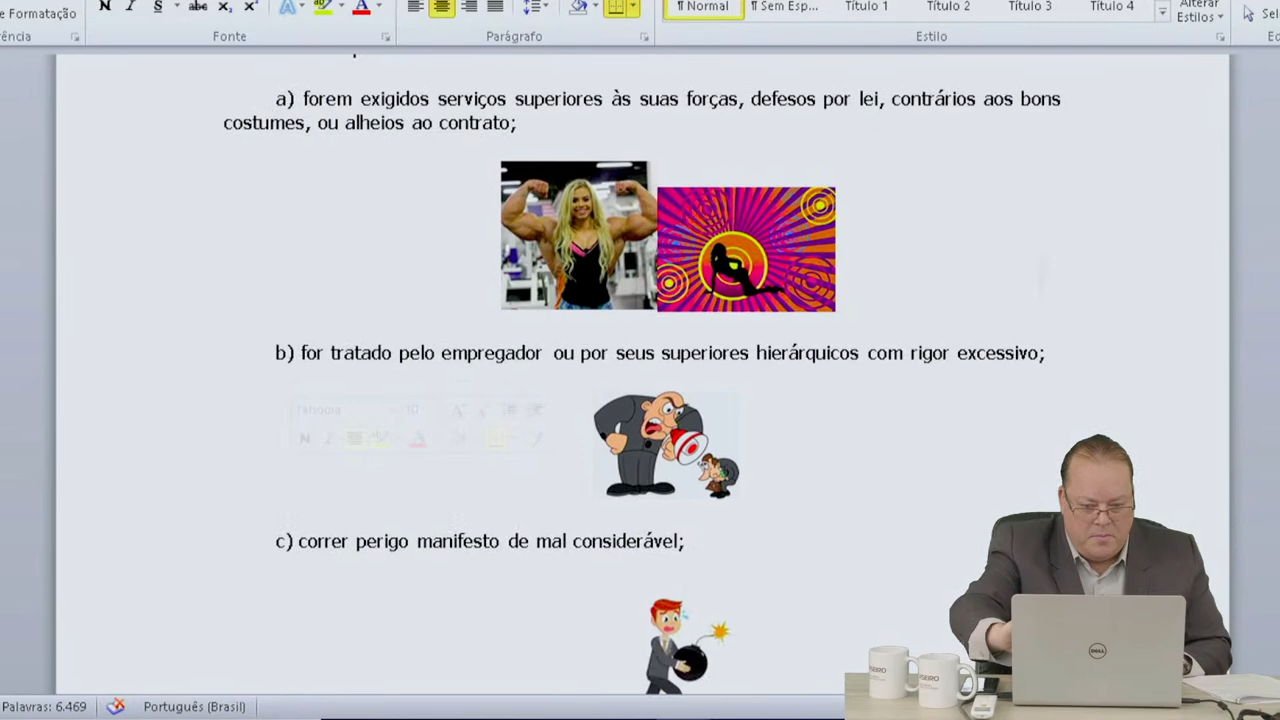 e Formatação
N
S
abc
Normal
Sem Esp...
Título 1
Título 2
Título 3
Título 4
Alterar
Estilos
Fonte
Parágrafo
Estilo
a) forem exigidos serviços superiores às suas forças, defesos por lei, contrários aos bons
costumes, ou alheios ao contrato;
b) for tratado pelo empregador ou por seus superiores hierárquicos com rigor excessivo;
c) correr perigo manifesto de mal considerável;
DELL
Palavras: 6.469
Português (Brasil)